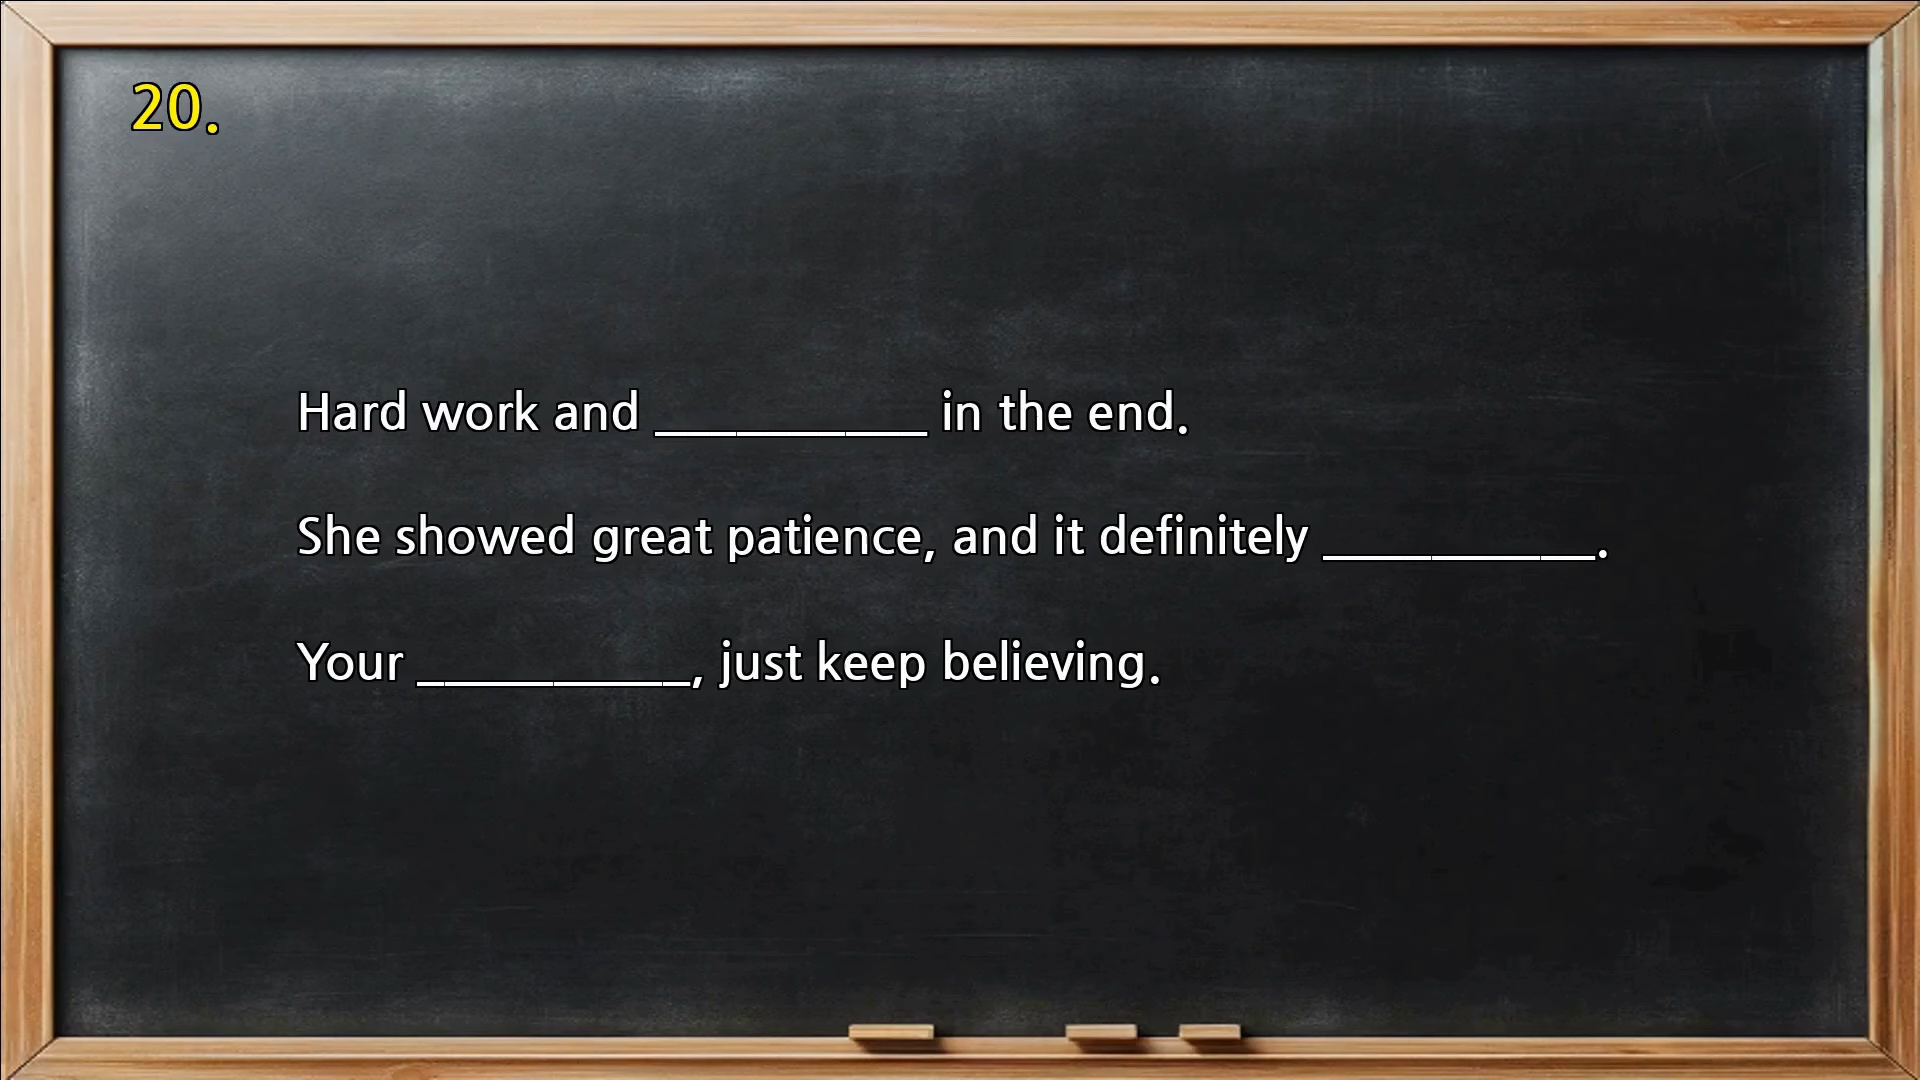 20.
Hard work and __________ in the end.
She showed great patience, and it definitely __________.
Your __________, just keep believing.